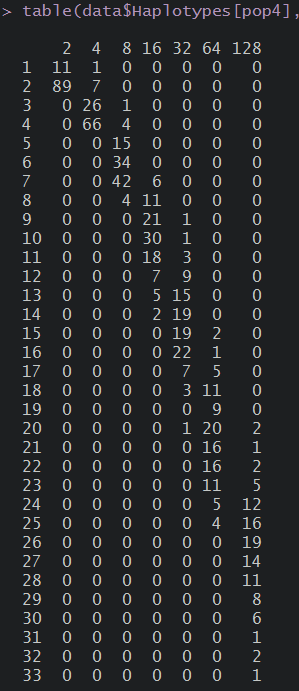 > table(data$Haplotypes[pop4],
2 4 8 16 32 64 128
1 11 1 0 0 0 0 0
2 89 7 0 0 0 0 0
3 0 26 1 0 0 0 0
4 0 66 4 0 0 0 0
5 0 0 15 0 0 0 0
6 0 0 34 0 0 0 0
7 0 0 42 6 0 0 0
8 0 0 4 11 0 0 0
9 0 0 0 21 1 0 0
10 0 0 0 30 1 0 0
11 0 0 0 18 3 0 0
12 0 0 0 7 9 0 0
13 0 0 0 5 15 0 0
14 0 0 0 2 19 0 0
15 0 0 0 0 19 2 0
16 0 0 0 0 22 1 0
17 0 0 0 0 7 5 0
18 0 0 0 0 3 11 0
19 0 0 0 0 0 9 0
20 0 0 0 0 1 20 2
21 0 0 0 0 0 16 1
22 0 0 0 0 0 16 2
23 0 0 0 0 0 11 5
24 0 0 0 0 0 5 12
25 0 0 0 0 0 4 16
26 0 0 0 0 0 0 19
27 0 0 0 0 0 0 14
28 0 0 0 0 0 0 11
29 0 0 0 0 0 0 8
30 0 0 0 0 0 0 6
31 0 0 0 0 0 0 1
32 0 0 0 0 0 0 2
33 0 0 0 0 0 0 1